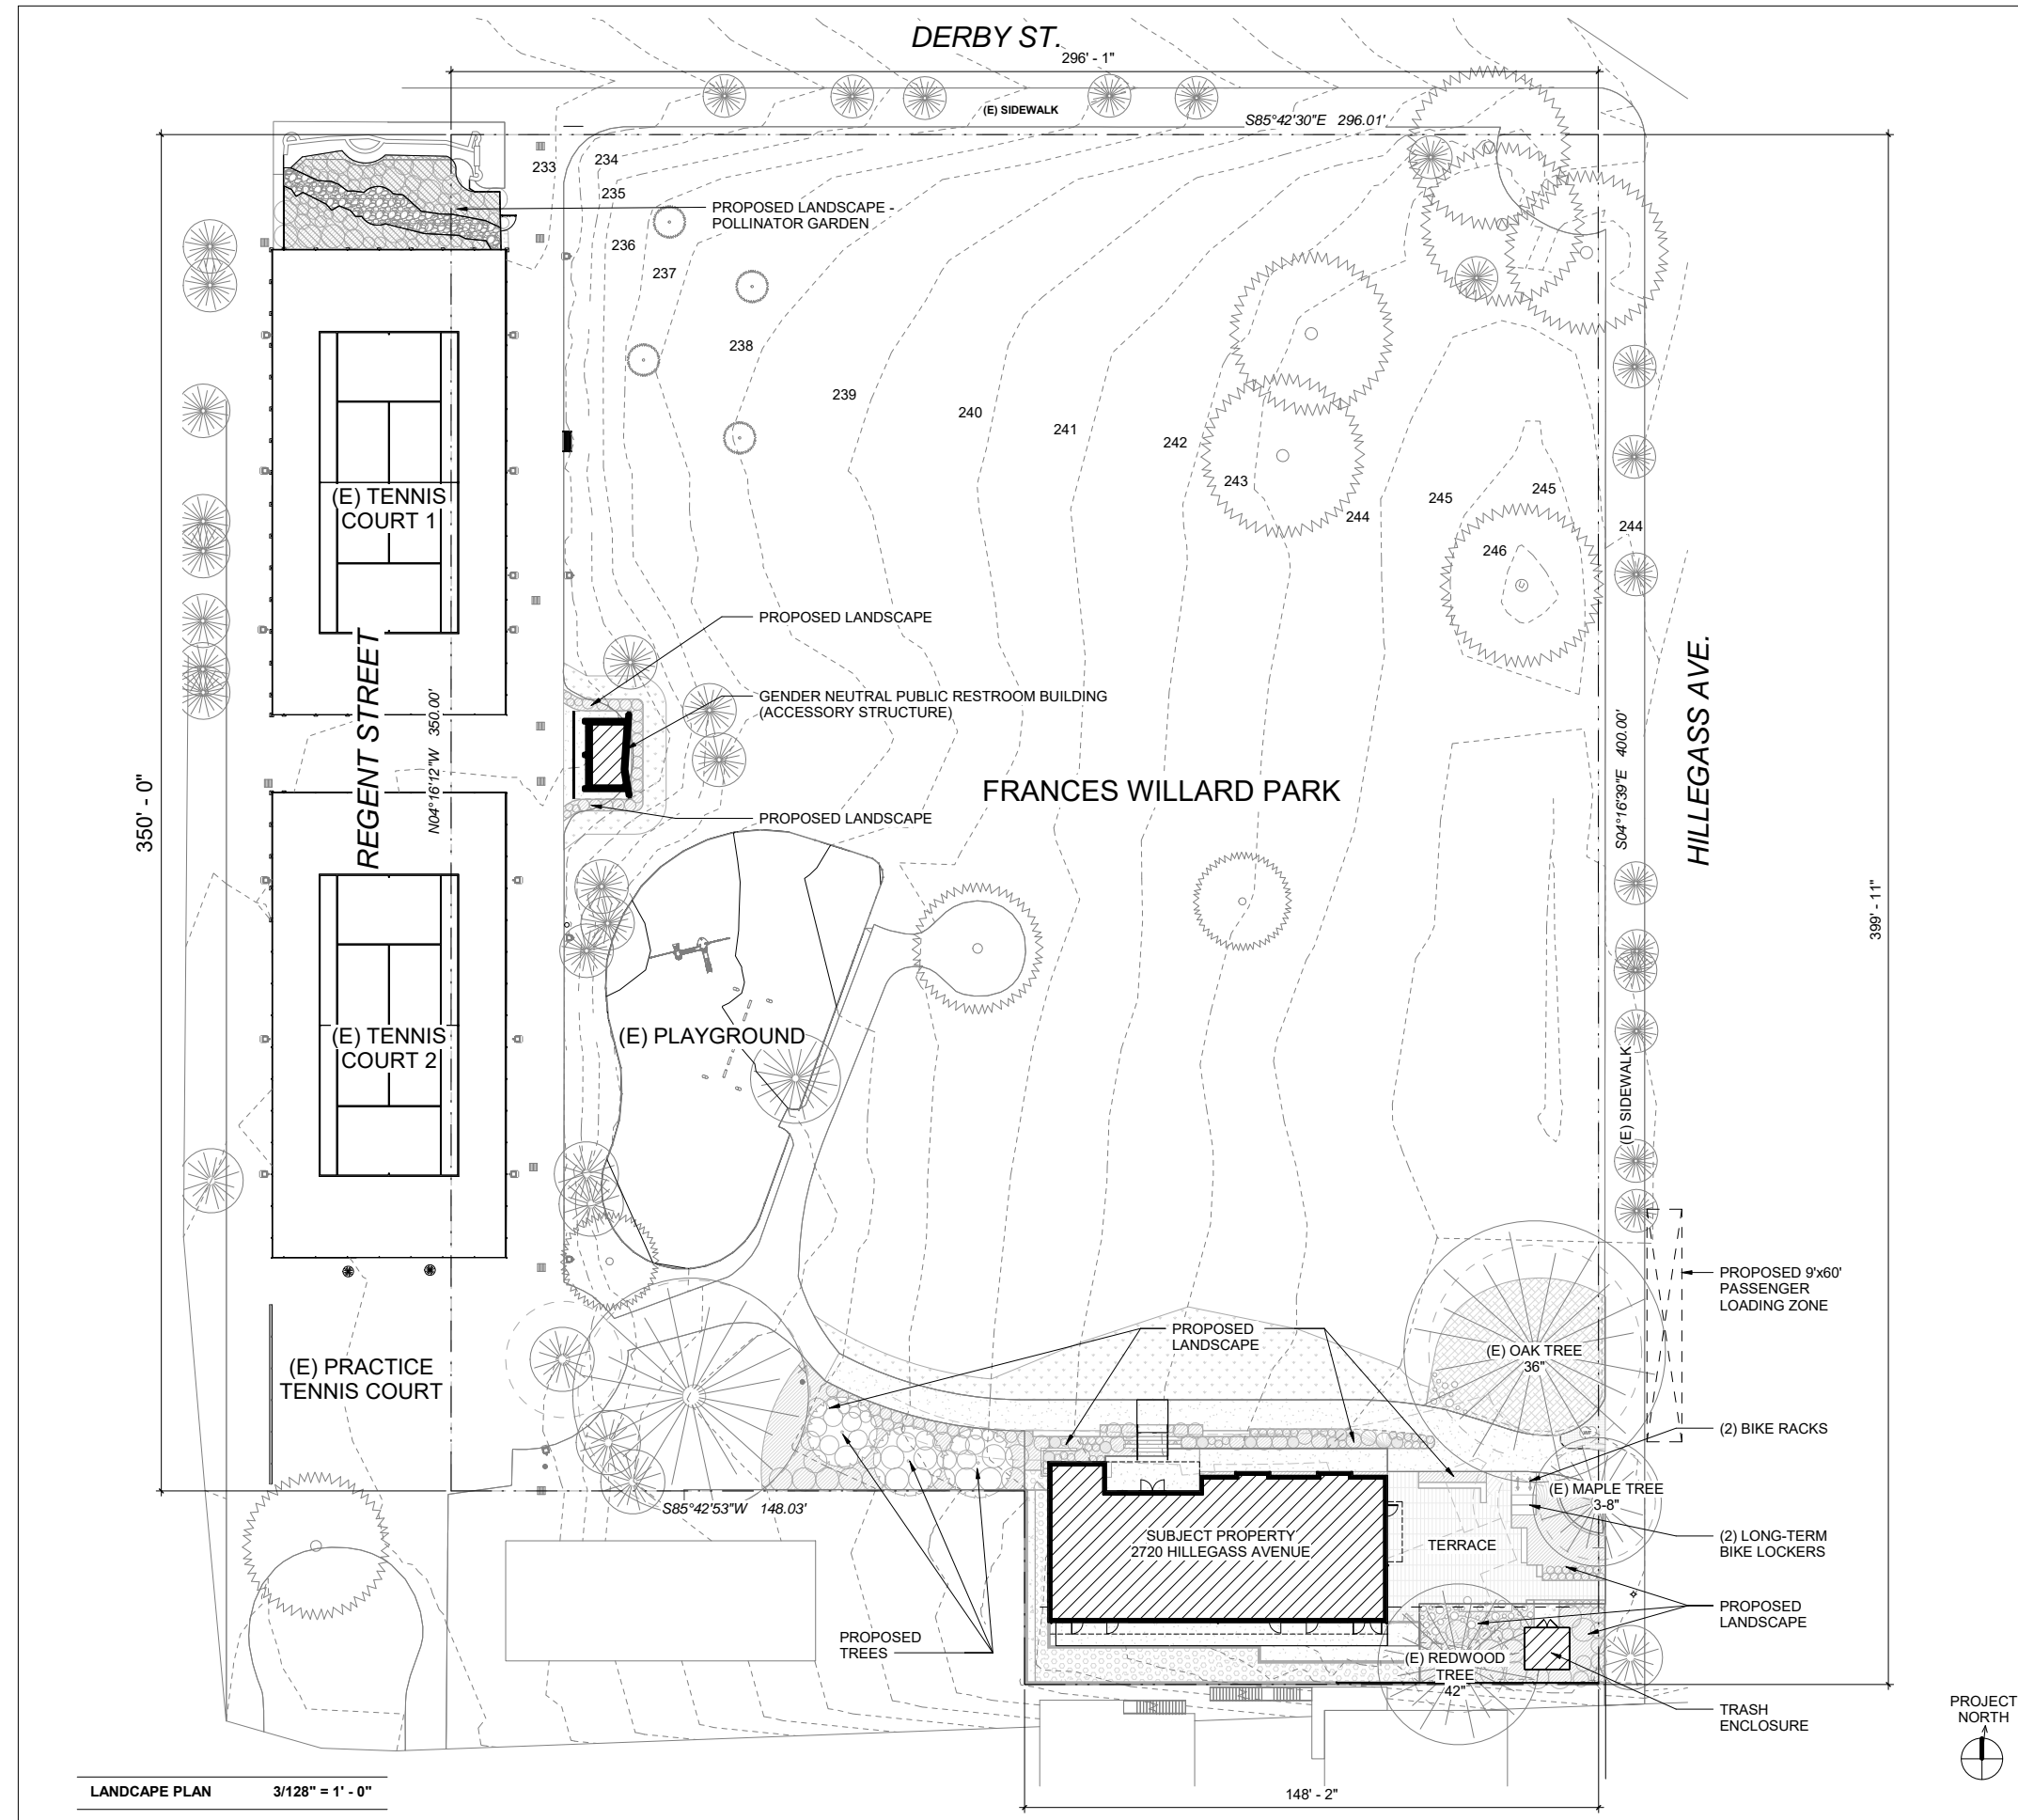 DERBY ST.
296' - 1"
(E) SIDEWALK
S85°42'30"E 296.01'
233
234
235
236
237
PROPOSED LANDSCAPE -
POLLINATOR GARDEN
238
239
240
241
242
243
244
245
245
244
246
(E) TENNIS
COURT 1
PROPOSED LANDSCAPE
GENDER NEUTRAL PUBLIC RESTROOM BUILDING
(ACCESSORY STRUCTURE)
PROPOSED LANDSCAPE
REGENT STREET
N04°16'12"W 350.00'
350' - 0"
FRANCES WILLARD PARK
S04°16'39"E 400.00'
HILLEGASS AVE.
399' - 11"
(E) TENNIS
COURT 2
(E) PLAYGROUND
(E) SIDEWALK
PROPOSED 9'x60'
PASSENGER
LOADING ZONE
(E) PRACTICE
TENNIS COURT
PROPOSED
LANDSCAPE
(E) OAK TREE
36"
(2) BIKE RACKS
(E) MAPLE TREE
3-8"
S85°42'53"W 148.03'
SUBJECT PROPERTY
2720 HILLEGASS AVENUE
TERRACE
(2) LONG-TERM
BIKE LOCKERS
PROPOSED
LANDSCAPE
PROPOSED
TREES
(E) REDWOOD
TREE
42"
TRASH
ENCLOSURE
PROJECT
NORTH
LANDCAPE PLAN 3/128" = 1' - 0"
148' - 2"